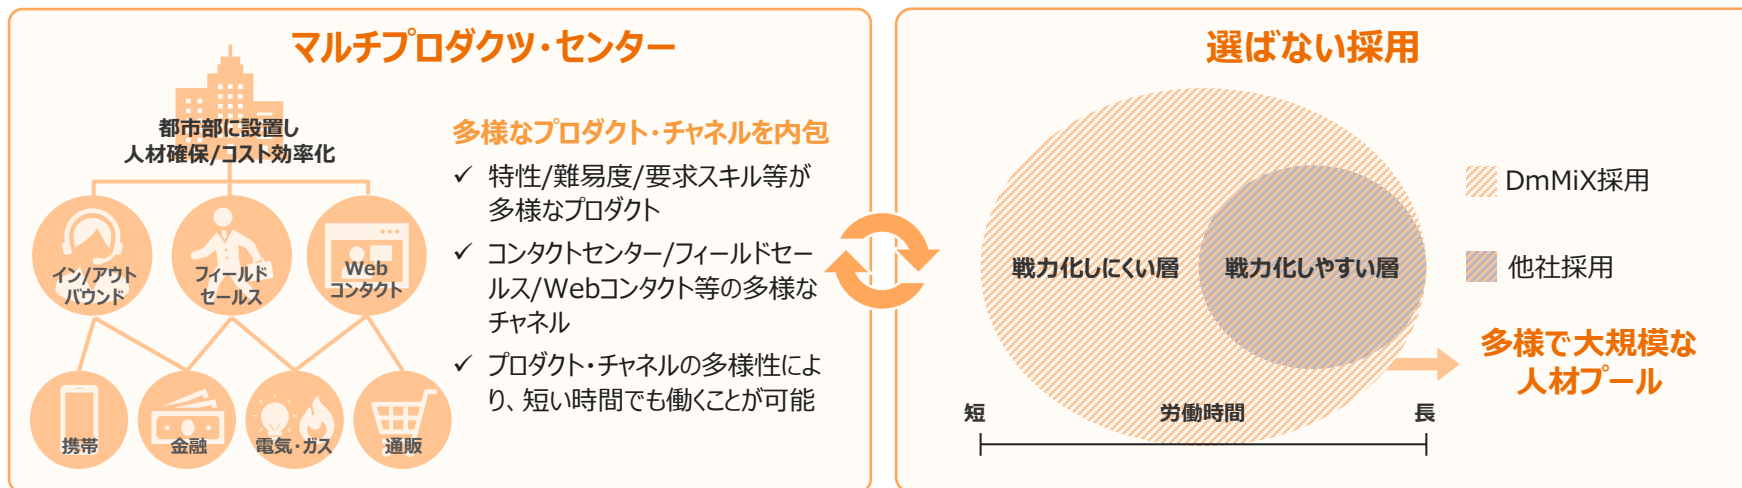 マルチプロダクツ・センター
都市部に設置し
人材確保/コスト効率化
イン/アウト
バウンド
フィールド
セールス
Web
コンタクト
携帯
金融
電気・ガス
通販
多様なプロダクト・チャネルを内包
✓ 特性/難易度/要求スキル等が
多様なプロダクト
✓ コンタクトセンター/フィールドセー
ルス/Webコンタクト等の多様な
チャネル
✓ プロダクト・チャネルの多様性によ
り、短い時間でも働くことが可能
選ばない採用
戦力化しにくい層
戦力化しやすい層
DmMiX採用
他社採用
多様で大規模な
人材プール
短
労働時間
長